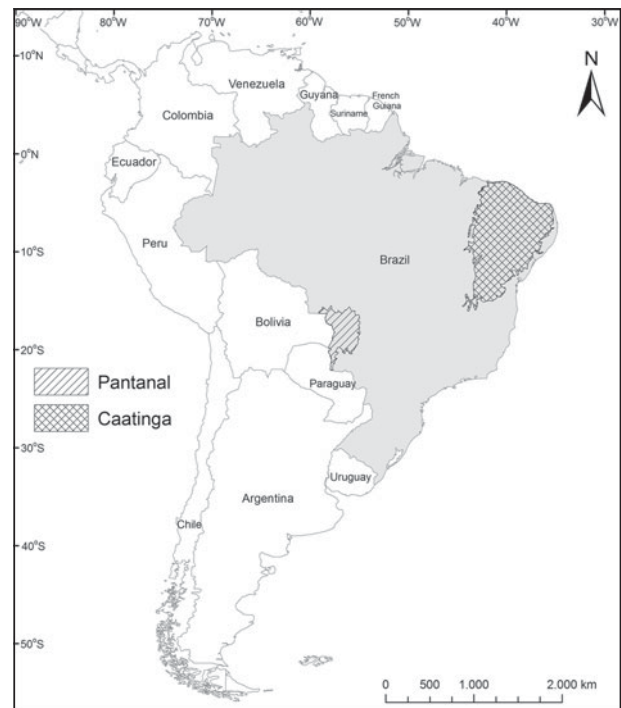 90°W 80°W 70°W 60°W 50°W 40°W 30°W
10°N
N
Venezuela
Guyana
French
Guiana
Suriname
Colombia
0°N
Ecuador
Peru
Brazil
10°S
Bolivia
20°S
Pantanal
Paraguay
Caatinga
30°S
Uruguay
Argentina
Chile
40°S
50°S
0 500 1.000 2.000 km